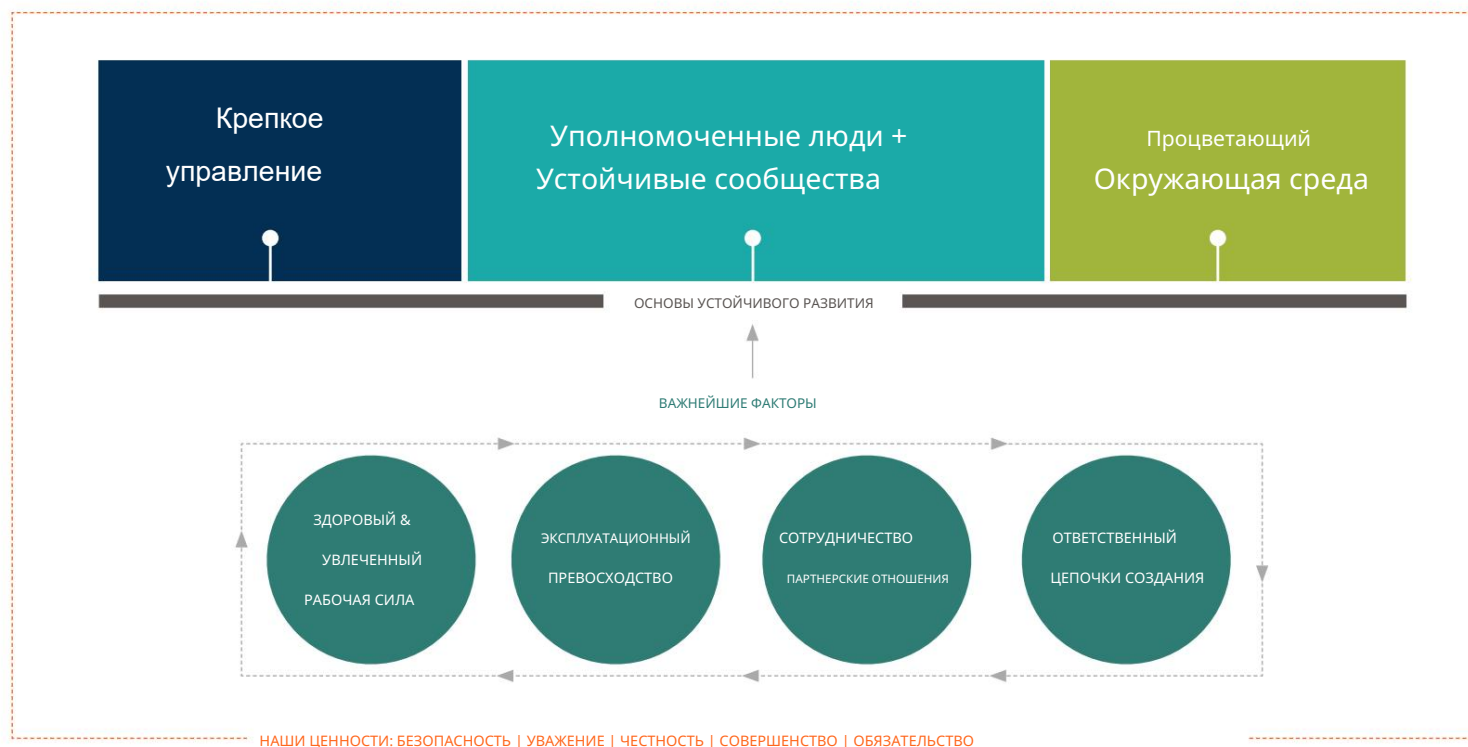 Крепкое
управление
Уполномоченные люди +
Устойчивые сообщества
Процветающий
Окружающая среда
ОСНОВЫ УСТОЙЧИВОГО РАЗВИТИЯ
ВАЖНЕЙШИЕ ФАКТОРЫ
ЗДОРОВЫЙ &
УВЛЕЧЕННЫЙ
РАБОЧАЯ СИЛА
ЭКСПЛУАТАЦИОННЫЙ
ПРЕВОСХОДСТВО
СОТРУДНИЧЕСТВО
ПАРТНЕРСКИЕ ОТНОШЕНИЯ
ОТВЕТСТВЕННЫЙ
ЦЕПОЧКИ СОЗДАНИЯ
НАШИ ЦЕННОСТИ: БЕЗОПАСНОСТЬ | УВАЖЕНИЕ | ЧЕСТНОСТЬ | СОВЕРШЕНСТВО | ОБЯЗАТЕЛЬСТВО